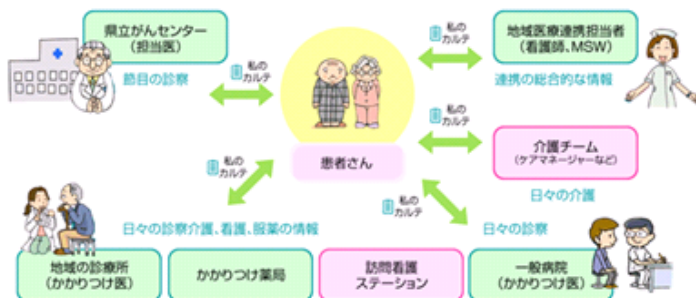 県立がんセンター
(担当医)
私の
カルテ
節目の診察
患者さん
私の
カルテ
地域医療連携担当者
(看護師、MSW)
連携の総合的な情報
私の
カルテ
介護チーム
(ケアマネージャーなど)
日々の介護
私の
カルテ
日々の診察介護、看護、服薬の情報
私の
カルテ
日々の診察
地域の診療所
(かかりつけ医)
かかりつけ薬局
訪問看護
ステーション
一般病院
(かかりつけ医)